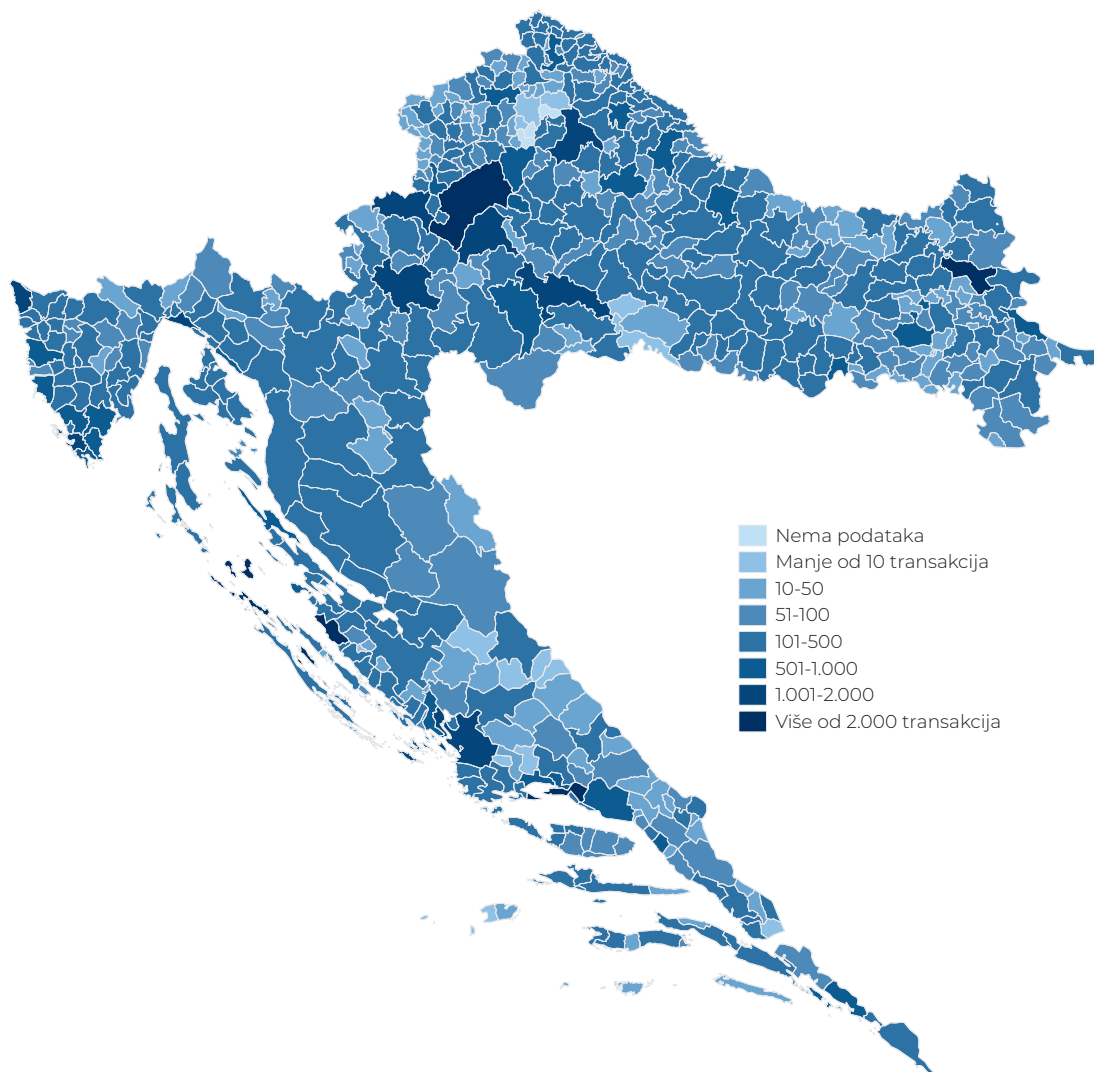 Nema podataka
Manje od 10 transakcija
10-50
51-100
101-500
501-1.000
1.001-2.000
Više od 2.000 transakcija